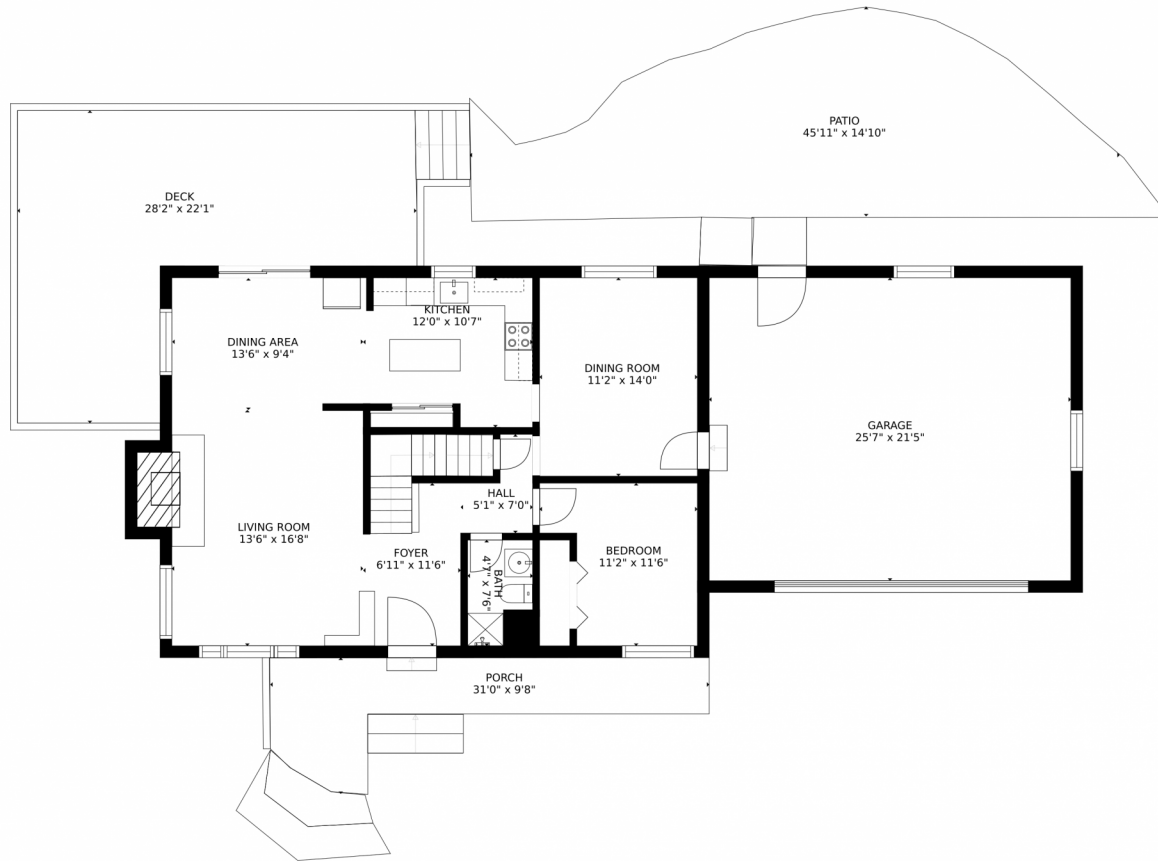 PATIO
45'11" x 14'10"
DECK
28'2" x 22'1"
KITCHEN
12'0" x 10'7"
DINING AREA
13'6" x 9'4"
DINING ROOM
11'2" x 14'0"
GARAGE
25'7" x 21'5"
HALL
5'1" x 7'0"
LIVING ROOM
13'6" x 16'8"
FOYER
6'11" x 11'6"
BATH
4'7" x 7'6"
BEDROOM
11'2" x 11'6"
PORCH
31'0" x 9'8"